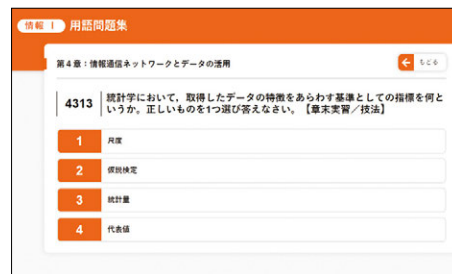 情報 Ⅰ 用語問題集
第4章：情報通信ネットワークとデータの活用
もどる
4313
統計学において，取得したデータの特徴をあらわす基準としての指標を何と
いうか。正しいものを1つ選び答えなさい。【章末実習／技法】
1 尺度
2 仮説検定
3 統計量
4 代表値